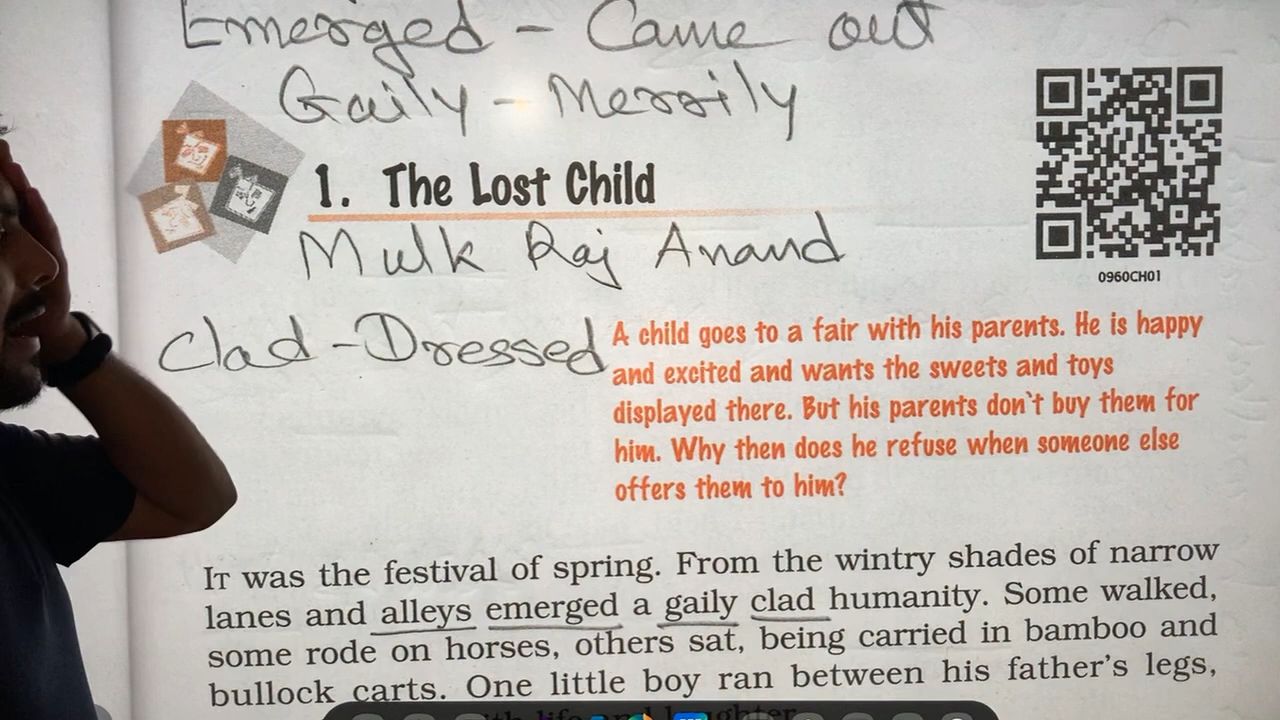 Emerged - Came out
Gaily - Merrily
1. The Lost Child
Mulk Raj Anand
0960CH01
Clad - Dressed
A child goes to a fair with his parents. He is happy
and excited and wants the sweets and toys
displayed there. But his parents don't buy them for
him. Why then does he refuse when someone else
offers them to him?
IT was the festival of spring. From the wintry shades of narrow
lanes and alleys emerged a gaily clad humanity. Some walked,
some rode on horses, others sat, being carried in bamboo and
bullock carts. One little boy ran between his father's legs,